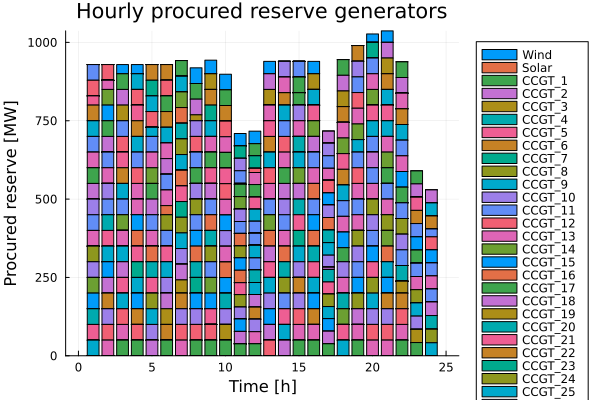 Hourly procured reserve generators
Procured reserve [MW]
1000
750
500
250
0
0
5
10
15
20
25
Time [h]
Wind
Solar
CCGT_1
CCGT_2
CCGT_3
CCGT_4
CCGT_5
CCGT_6
CCGT_7
CCGT_8
CCGT_9
CCGT_10
CCGT_11
CCGT_12
CCGT_13
CCGT_14
CCGT_15
CCGT_16
CCGT_17
CCGT_18
CCGT_19
CCGT_20
CCGT_21
CCGT_22
CCGT_23
CCGT_24
CCGT_25